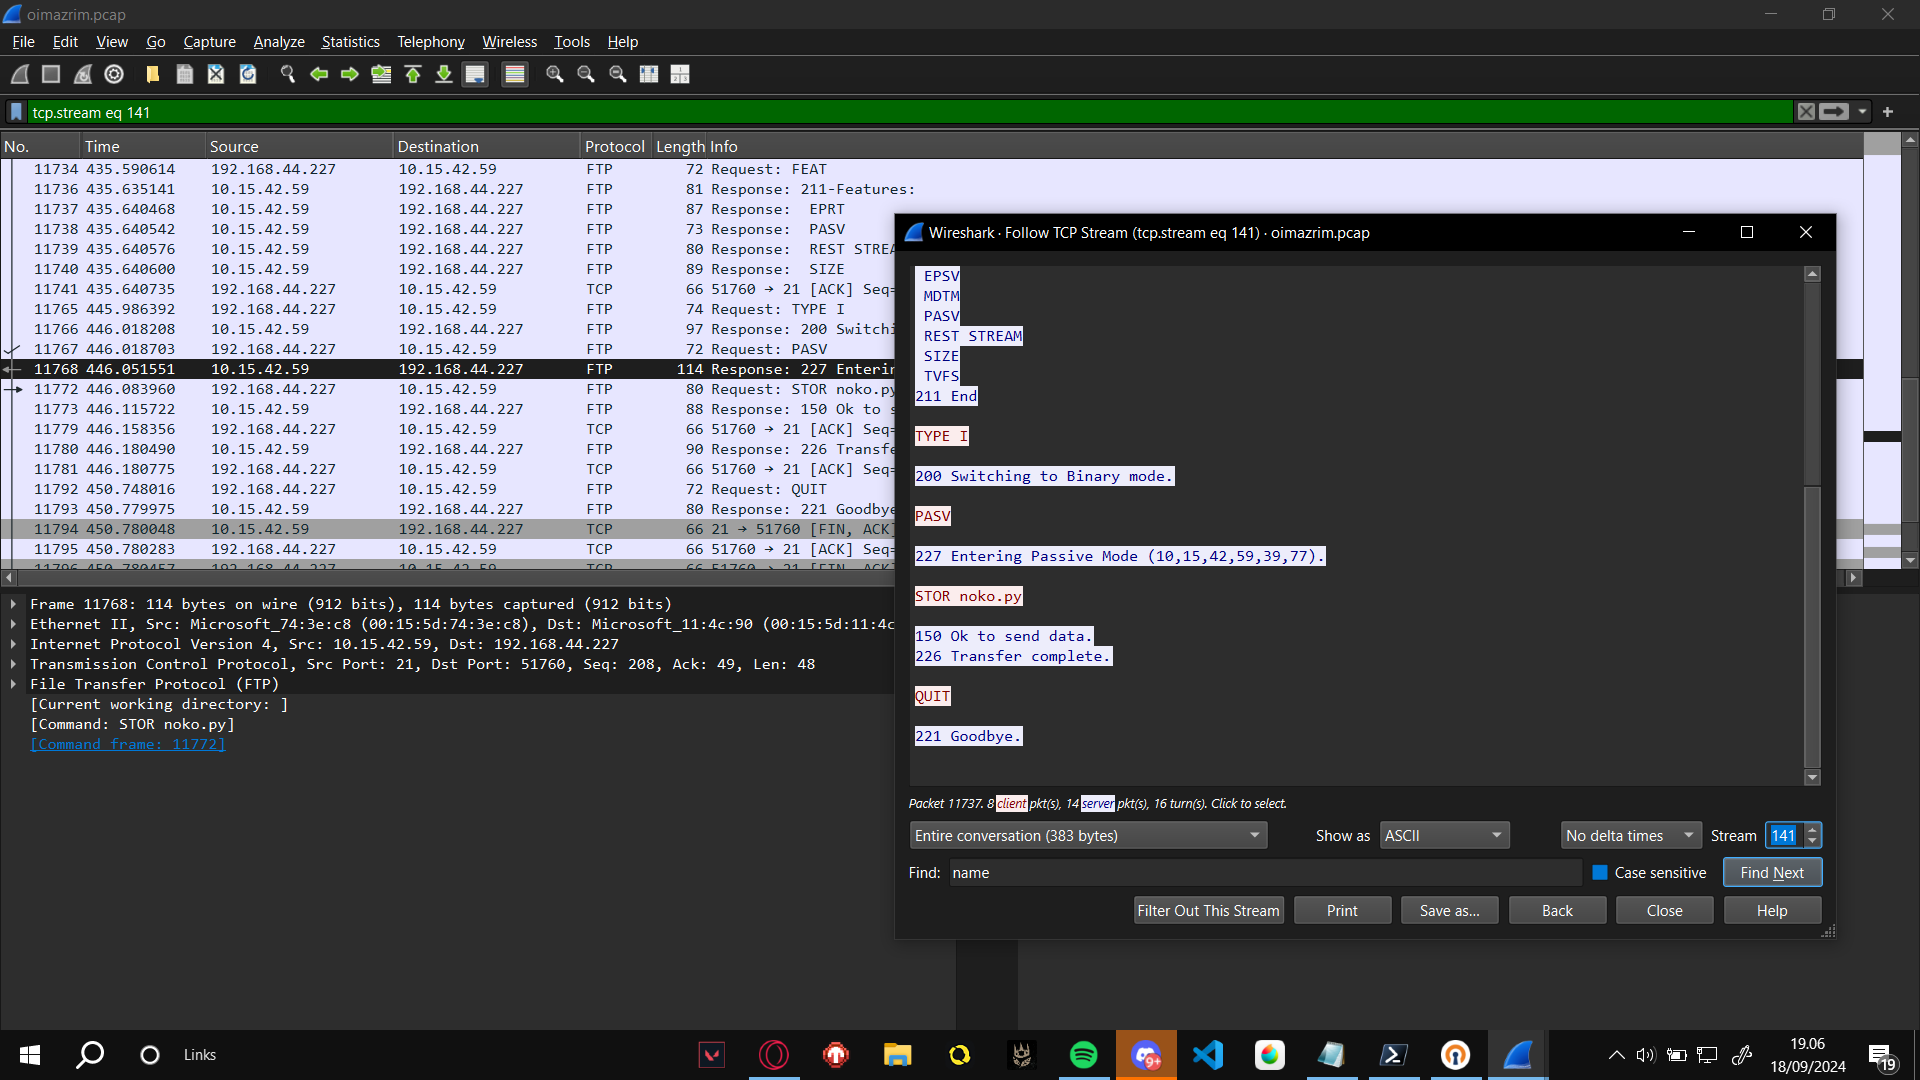 oimazrim.pcap
File Edit View Go Capture Analyze Statistics Telephony Wireless Tools Help
tcp.stream eq 141
No. Time Source Destination Protocol Length Info
11734 435.590614 192.168.44.227 10.15.42.59 FTP 72 Request: FEAT
11736 435.635141 10.15.42.59 192.168.44.227 FTP 81 Response: 211-Features:
11737 435.640468 10.15.42.59 192.168.44.227 FTP 87 Response: EPRT
11738 435.640542 10.15.42.59 192.168.44.227 FTP 73 Response: PASV
11739 435.640576 10.15.42.59 192.168.44.227 FTP 80 Response: REST STREA
11740 435.640600 10.15.42.59 192.168.44.227 FTP 89 Response: SIZE
11741 435.640735 192.168.44.227 10.15.42.59 TCP 66 51760 → 21 [ACK] Seq=
11765 445.986392 192.168.44.227 10.15.42.59 FTP 74 Request: TYPE I
11766 446.018208 10.15.42.59 192.168.44.227 FTP 97 Response: 200 Switchi
11767 446.018703 192.168.44.227 10.15.42.59 FTP 72 Request: PASV
11768 446.051551 10.15.42.59 192.168.44.227 FTP 114 Response: 227 Enterin
11772 446.083960 192.168.44.227 10.15.42.59 FTP 80 Request: STOR noko.py
11773 446.115722 10.15.42.59 192.168.44.227 FTP 88 Response: 150 Ok to s
11779 446.158356 192.168.44.227 10.15.42.59 TCP 66 51760 → 21 [ACK] Seq=
11780 446.180490 10.15.42.59 192.168.44.227 FTP 90 Response: 226 Transfe
11781 446.180775 192.168.44.227 10.15.42.59 TCP 66 51760 → 21 [ACK] Seq=
11792 450.748016 192.168.44.227 10.15.42.59 FTP 72 Request: QUIT
11793 450.779975 10.15.42.59 192.168.44.227 FTP 80 Response: 221 Goodbye
11794 450.780048 10.15.42.59 192.168.44.227 TCP 66 21 → 51760 [FIN, ACK]
11795 450.780283 192.168.44.227 10.15.42.59 TCP 66 51760 → 21 [ACK] Seq=
11796 450.780457 192.168.44.227 10.15.42.59 TCP 66 51760 → 21 [FIN, ACK]
Frame 11768: 114 bytes on wire (912 bits), 114 bytes captured (912 bits)
Ethernet II, Src: Microsoft_74:3e:c8 (00:15:5d:74:3e:c8), Dst: Microsoft_11:4c:90 (00:15:5d:11:4c
Internet Protocol Version 4, Src: 10.15.42.59, Dst: 192.168.44.227
Transmission Control Protocol, Src Port: 21, Dst Port: 51760, Seq: 208, Ack: 49, Len: 48
File Transfer Protocol (FTP)
[Current working directory: ]
[Command: STOR noko.py]
[Command frame: 11772]
Wireshark · Follow TCP Stream (tcp.stream eq 141) · oimazrim.pcap
EPSV
MDTM
PASV
REST STREAM
SIZE
TVFS
211 End
TYPE I
200 Switching to Binary mode.
PASV
227 Entering Passive Mode (10,15,42,59,39,77).
STOR noko.py
150 Ok to send data.
226 Transfer complete.
QUIT
221 Goodbye.
Packet 11737. 8 client pkt(s), 14 server pkt(s), 16 turn(s). Click to select.
Entire conversation (383 bytes) Show as ASCII No delta times Stream 141
Find: name Case sensitive Find Next
Filter Out This Stream Print Save as... Back Close Help
Links
9+
19.06
18/09/2024
19